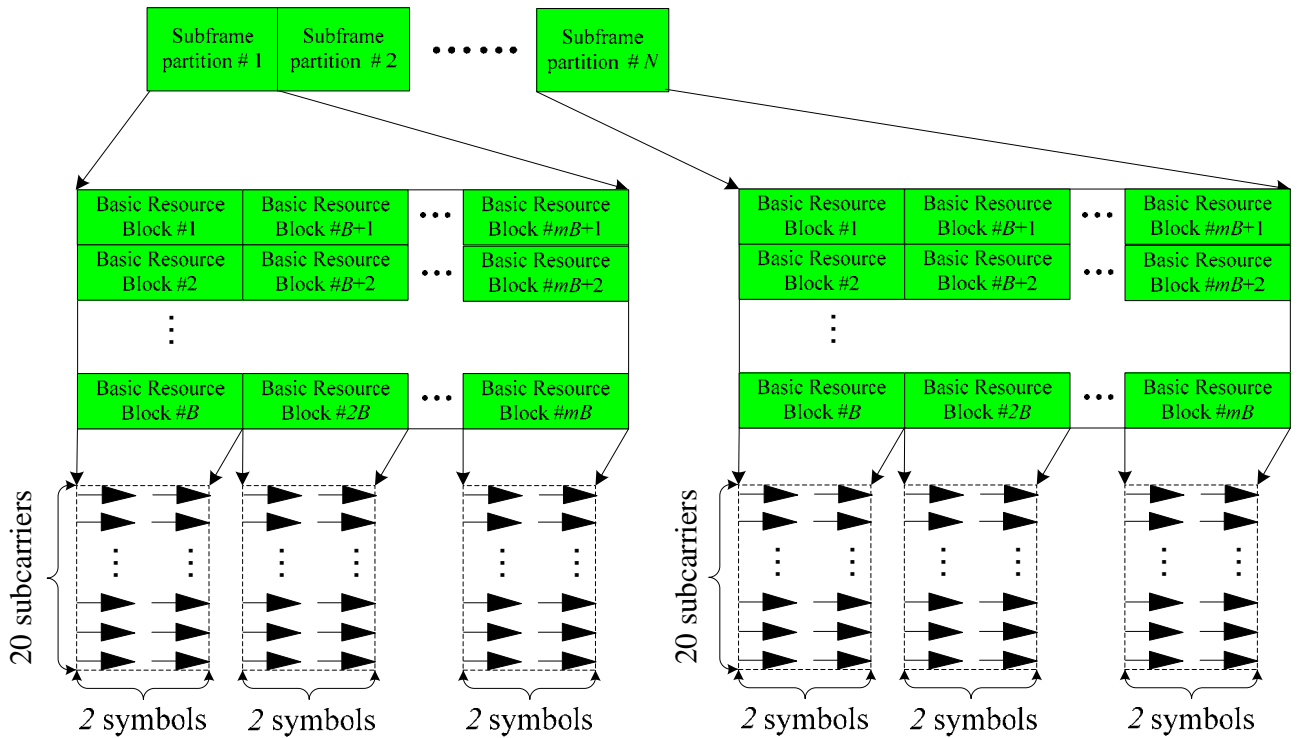 Subframe
partition # 1
Subframe
partition # 2
Subframe
partition # N
Basic Resource
Block #1
Basic Resource
Block #B+1
Basic Resource
Block #mB+1
Basic Resource
Block #2
Basic Resource
Block #B+2
Basic Resource
Block #mB+2
Basic Resource
Block #B
Basic Resource
Block #2B
Basic Resource
Block #mB
20 subcarriers
2 symbols
2 symbols
2 symbols
Basic Resource
Block #1
Basic Resource
Block #B+1
Basic Resource
Block #mB+1
Basic Resource
Block #2
Basic Resource
Block #B+2
Basic Resource
Block #mB+2
Basic Resource
Block #B
Basic Resource
Block #2B
Basic Resource
Block #mB
20 subcarriers
2 symbols
2 symbols
2 symbols